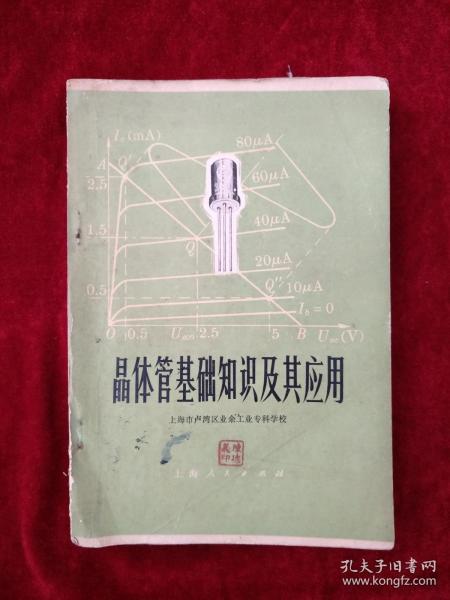 I。(mA)
80μA
A
Q'
2.5
60μA
40μA
1.5
Q
20μA
0.5
Q''
10μA
I_b=0
O
0.5
2.5
5
B
(V)
晶体管基础知识及其应用
上海市卢湾区业余工业专科学校
上海人民出版社
孔夫子旧书网
www.kongfz.com